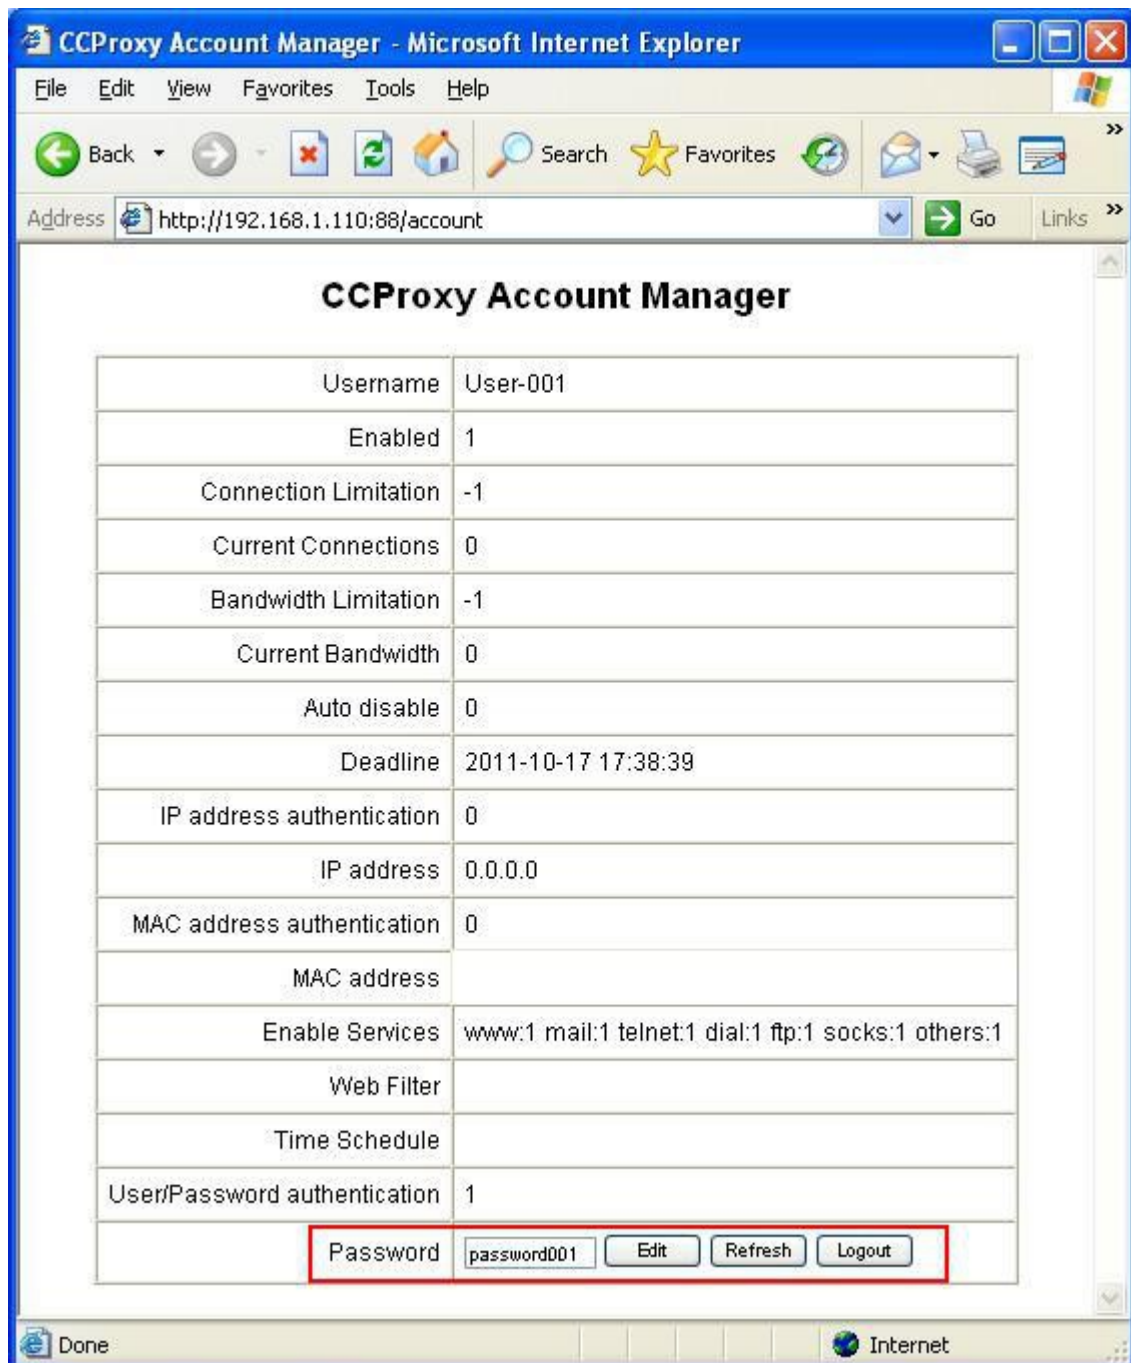 CCProxy Account Manager - Microsoft Internet Explorer
File Edit View Favorites Tools Help
Back Search Favorites
Address http://192.168.1.110:88/account Go Links
CCProxy Account Manager
Username User-001
Enabled 1
Connection Limitation -1
Current Connections 0
Bandwidth Limitation -1
Current Bandwidth 0
Auto disable 0
Deadline 2011-10-17 17:38:39
IP address authentication 0
IP address 0.0.0.0
MAC address authentication 0
MAC address
Enable Services www:1 mail:1 telnet:1 dial:1 ftp:1 socks:1 others:1
Web Filter
Time Schedule
User/Password authentication 1
Password password001 Edit Refresh Logout
Done Internet